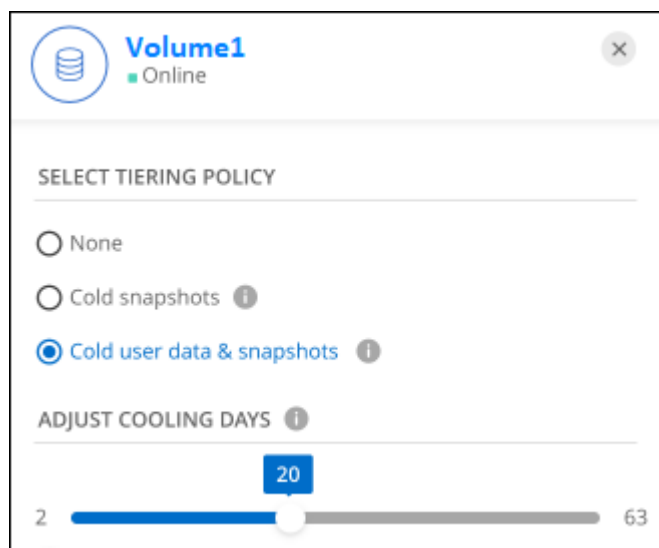 Volume1
Online
SELECT TIERING POLICY
None
Cold snapshots
Cold user data & snapshots
ADJUST COOLING DAYS
20
2 63